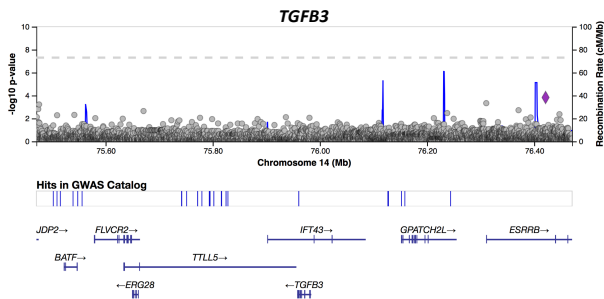 TGFB3
10
8
6
4
2
0
-log10 p-value
100
80
60
40
20
0
Recombination Rate (cM/Mb)
75.60
75.80
76.00
76.20
76.40
Chromosome 14 (Mb)
Hits in GWAS Catalog
JDP2→ FLVCR2→ IFT43→ GPATCH2L→ ESRRB→
BATF→ TTLL5→
←ERG28 ←TGFB3